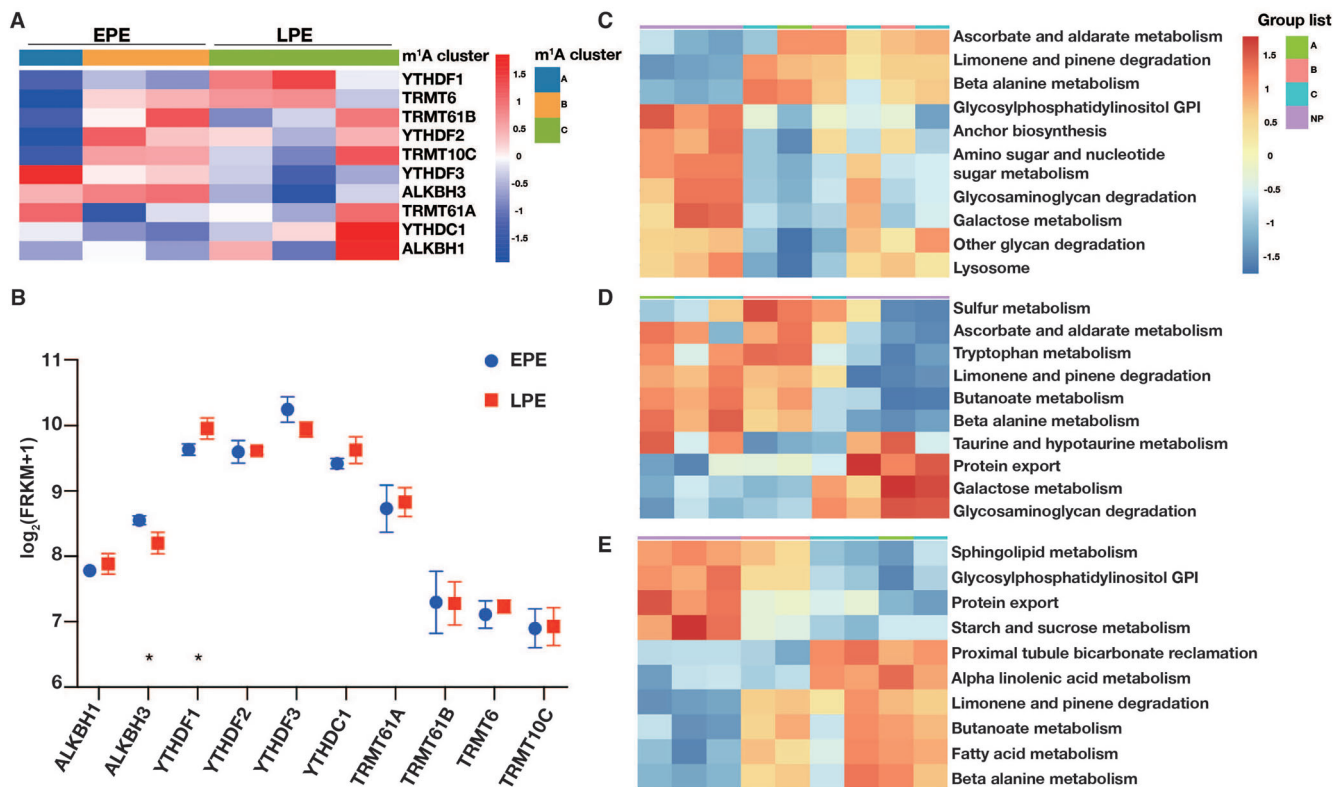 A
EPE
LPE
m¹A cluster
YTHDF1
TRMT6
TRMT61B
YTHDF2
TRMT10C
YTHDF3
ALKBH3
TRMT61A
YTHDC1
ALKBH1
1.5
1
0.5
0
-0.5
-1
-1.5
m¹A cluster
A
B
C
B
log₂(FRKM+1)
11
10
9
8
7
6
EPE
LPE
*
*
ALKBH1
ALKBH3
YTHDF1
YTHDF2
YTHDF3
YTHDC1
TRMT61A
TRMT61B
TRMT6
TRMT10C
C
Ascorbate and aldarate metabolism
Limonene and pinene degradation
Beta alanine metabolism
Glycosylphosphatidylinositol GPI
Anchor biosynthesis
Amino sugar and nucleotide
sugar metabolism
Glycosaminoglycan degradation
Galactose metabolism
Other glycan degradation
Lysosome
Group list
1.5
1
0.5
0
-0.5
-1
-1.5
A
B
C
NP
D
Sulfur metabolism
Ascorbate and aldarate metabolism
Tryptophan metabolism
Limonene and pinene degradation
Butanoate metabolism
Beta alanine metabolism
Taurine and hypotaurine metabolism
Protein export
Galactose metabolism
Glycosaminoglycan degradation
E
Sphingolipid metabolism
Glycosylphosphatidylinositol GPI
Protein export
Starch and sucrose metabolism
Proximal tubule bicarbonate reclamation
Alpha linolenic acid metabolism
Limonene and pinene degradation
Butanoate metabolism
Fatty acid metabolism
Beta alanine metabolism